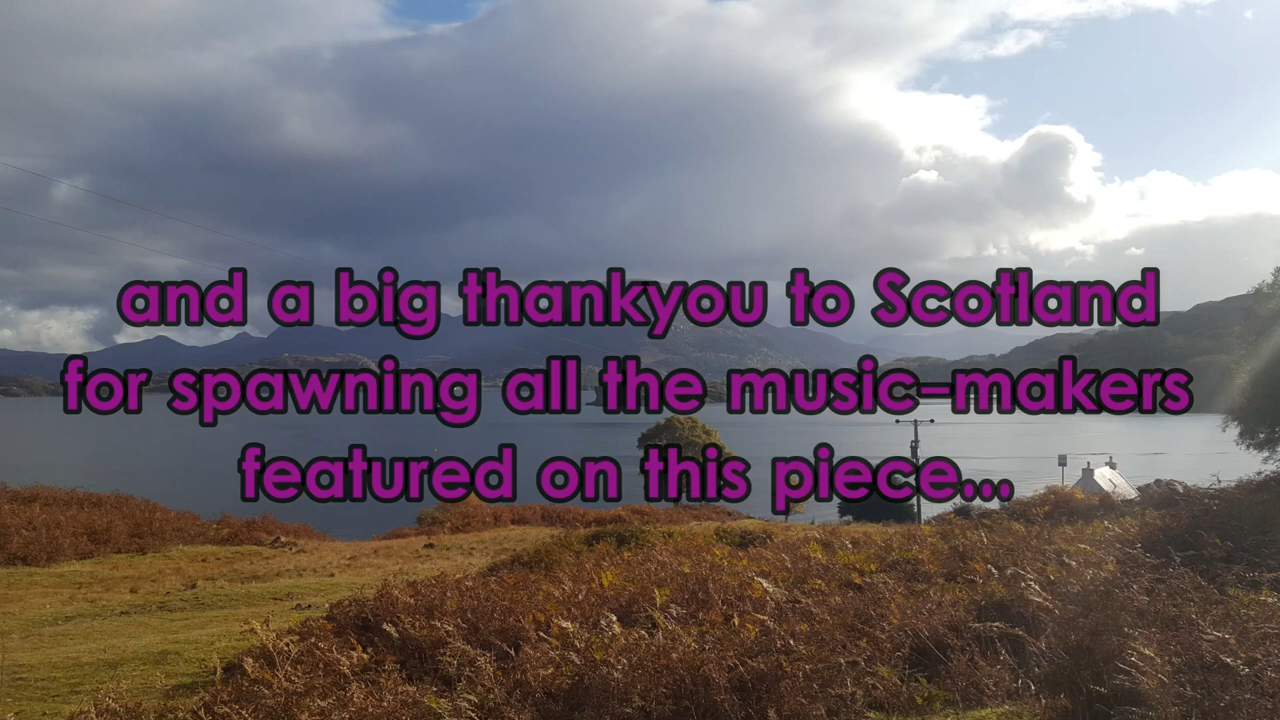 and a big thankyou to Scotland
for spawning all the music-makers
featured on this piece...